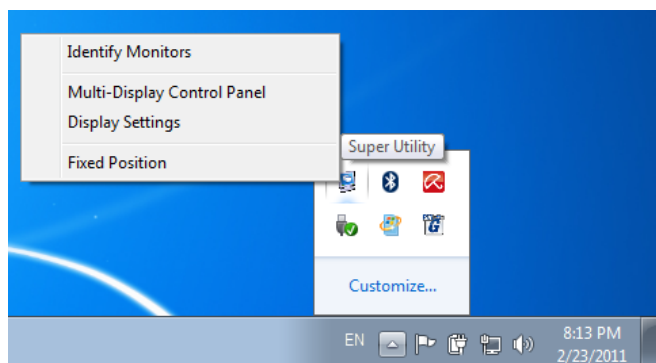 Identify Monitors
Multi-Display Control Panel
Display Settings
Fixed Position
Super Utility
Customize...
EN
8:13 PM
2/23/2011